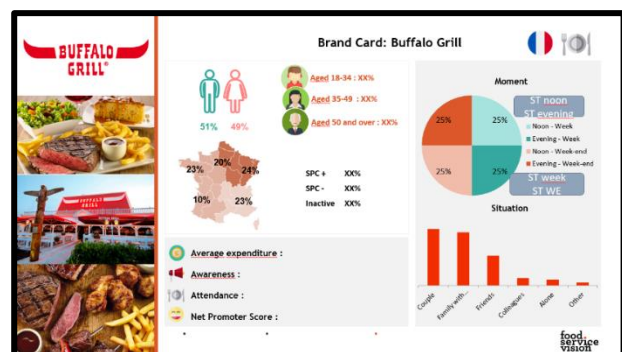 BUFFALO
GRILL®
BUFFALO
GRILL
Brand Card: Buffalo Grill
51%
49%
Aged 18-34 : XX%
Aged 35-49 : XX%
Aged 50 and over : XX%
23%
20%
24%
10%
23%
SPC + XX%
SPC - XX%
Inactive XX%
Average expenditure :
Awareness :
Attendance :
Net Promoter Score :
Moment
25%
25%
25%
25%
ST noon
ST evening
Noon - Week
Evening - Week
Noon - Week-end
Evening - Week-end
ST week
ST WE
Situation
Couple
Family with...
Friends
Colleagues
Alone
Other
food
service
vision